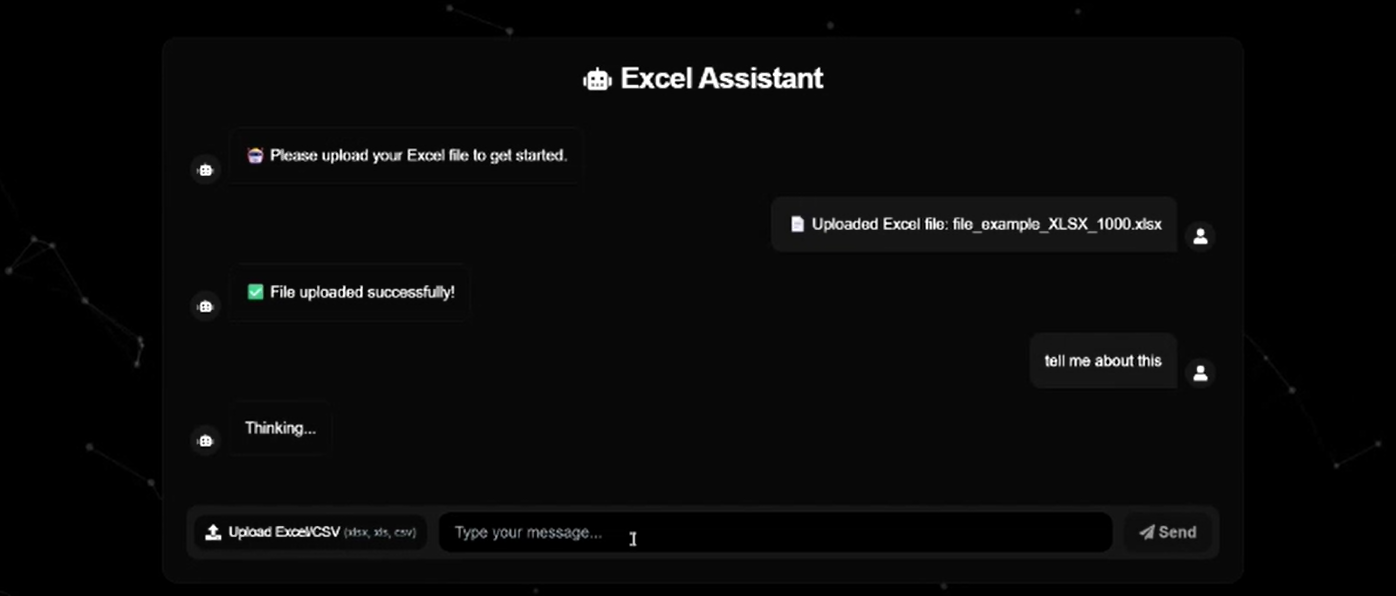 Excel Assistant
Please upload your Excel file to get started.
Uploaded Excel file: file_example_XLSX_1000.xlsx
File uploaded successfully!
tell me about this
Thinking...
Upload Excel/CSV (xlsx, xls, csv)
Type your message...
Send